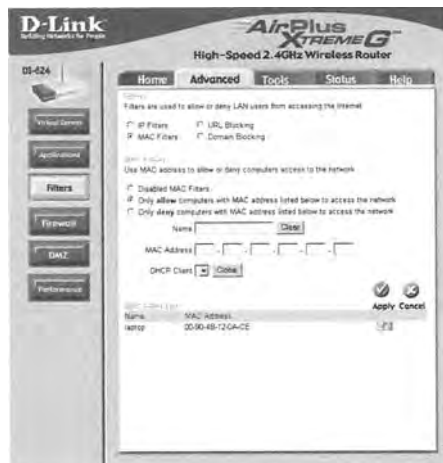 D-Link
Building Networks for People
AirPlus
XTREME G
High-Speed 2.4GHz Wireless Router
DI-624
Home Advanced Tools Status Help
Filters
Filters are used to allow or deny LAN users from accessing the Internet.
IP Filters URL Blocking
MAC Filters Domain Blocking
Virtual Server
Applications
Filters
Firewall
DMZ
Performance
MAC Filters
Use MAC address to allow or deny computers access to the network
Disabled MAC Filters
Only allow computers with MAC address listed below to access the network
Only deny computers with MAC address listed below to access the network
Name Clear
MAC Address - - - - -
DHCP Client Clone
Apply Cancel
MAC Filter List
Name MAC Address
laptop 00-90-4B-12-0A-CE